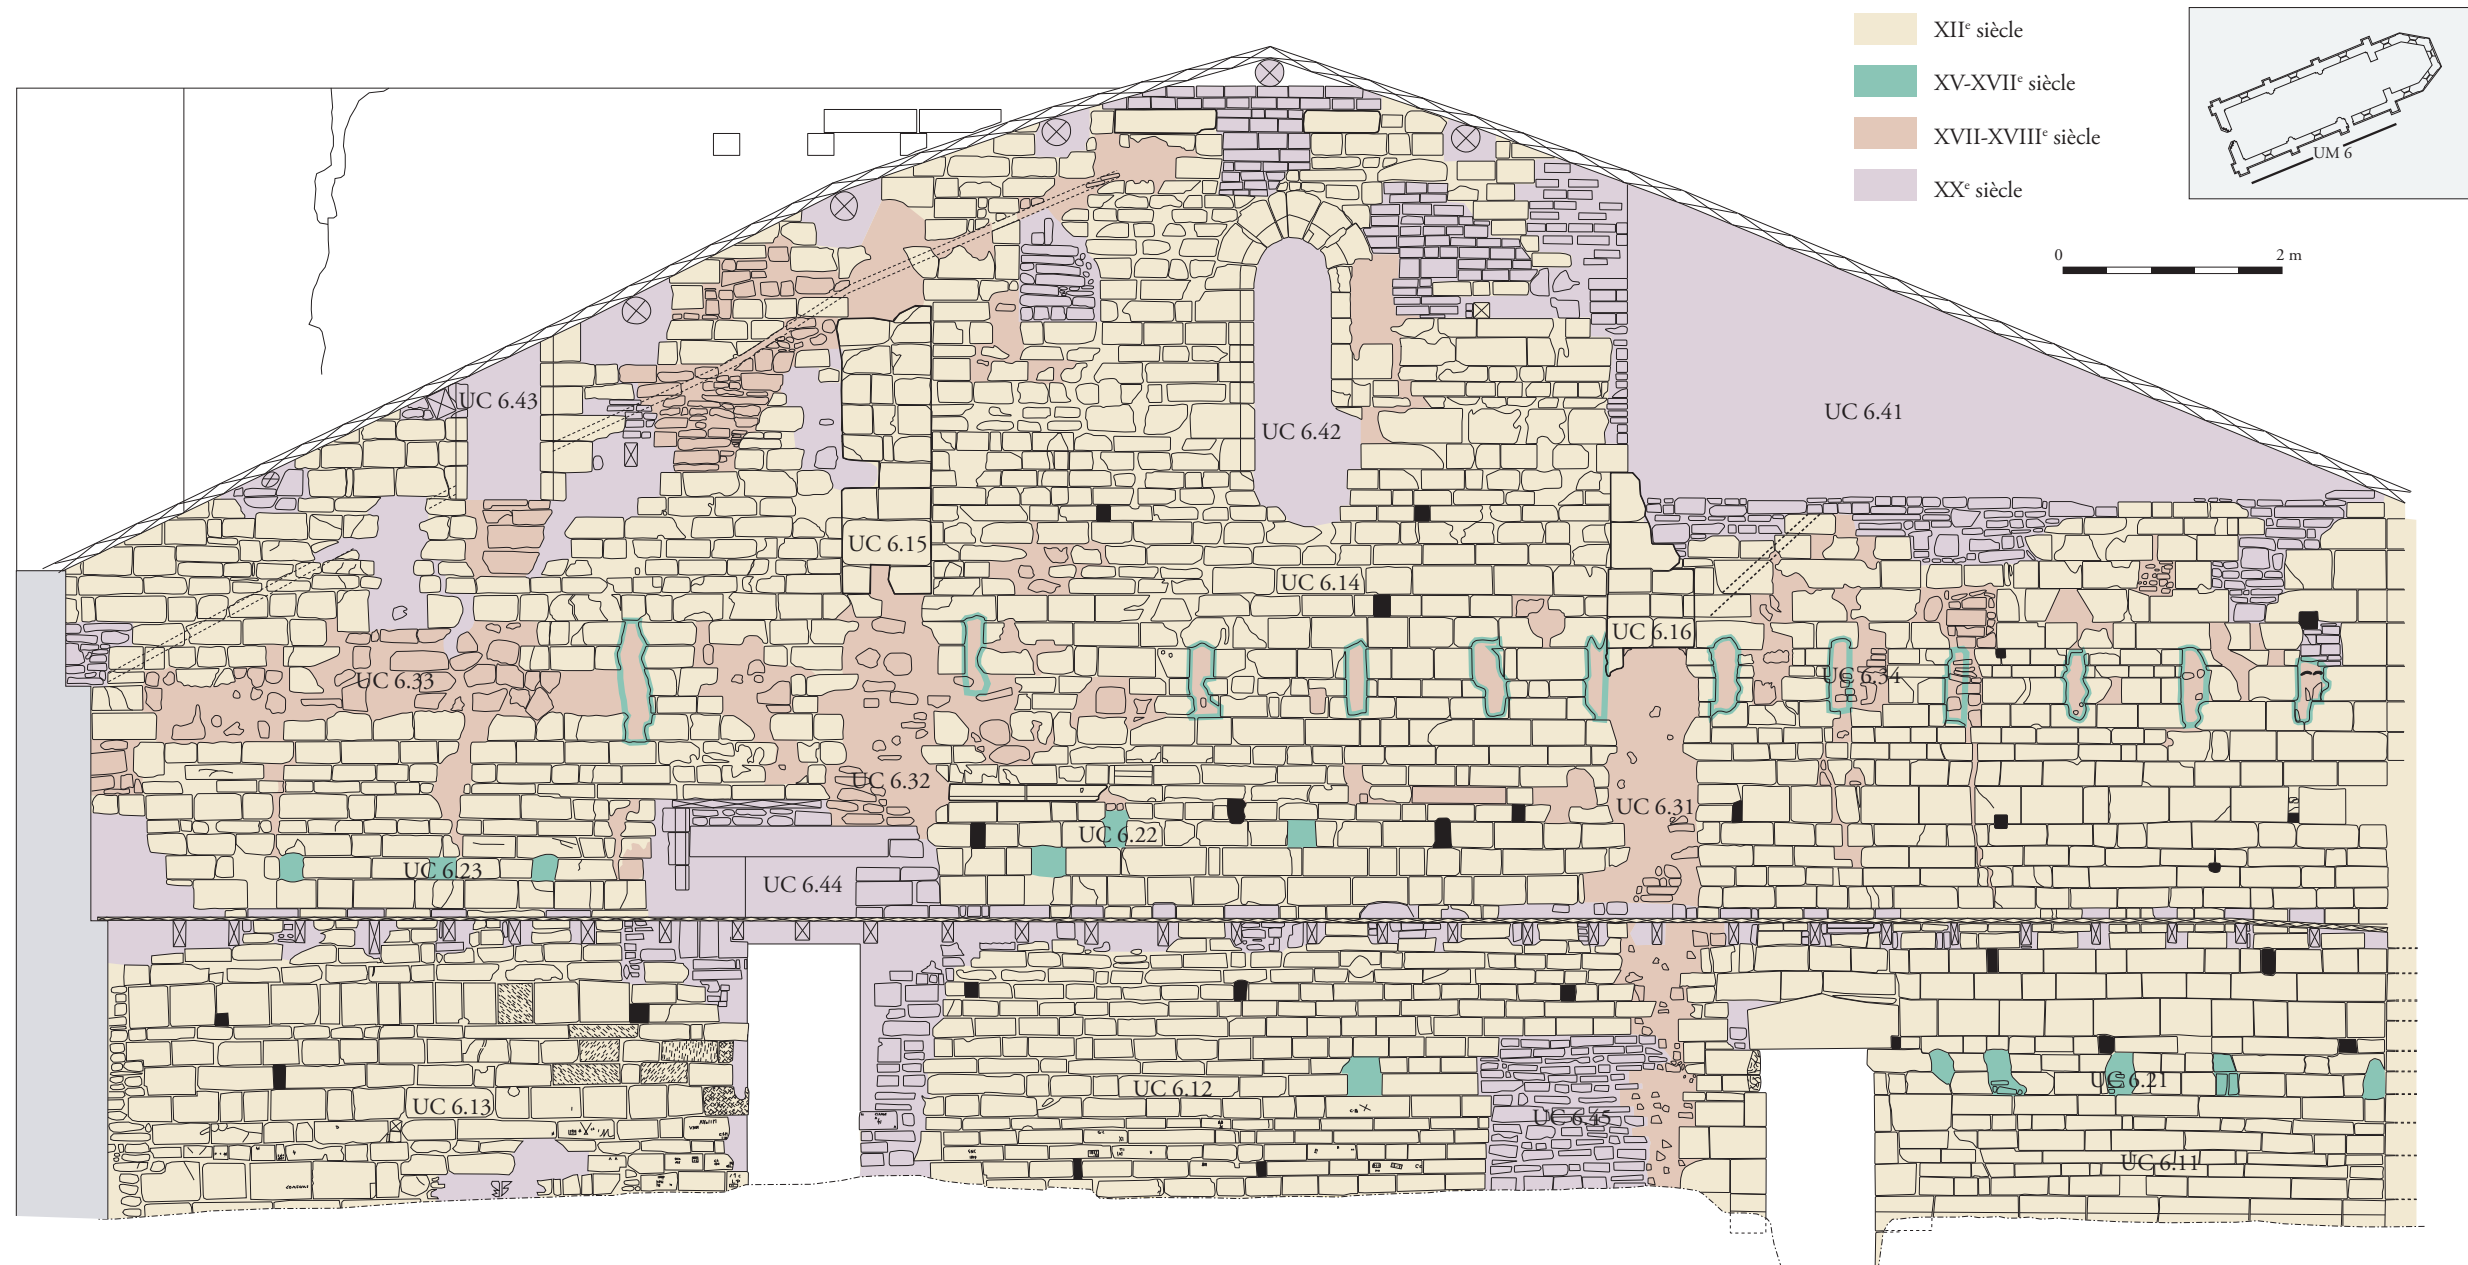 XIIᵉ siècle
XV-XVIIᵉ siècle
XVII-XVIIIᵉ siècle
XXᵉ siècle
UM 6
0 2 m
UC 6.43
UC 6.42
UC 6.41
UC 6.15
UC 6.14
UC 6.16
UC 6.33
UC 6.34
UC 6.32
UC 6.31
UC 6.22
UC 6.23
UC 6.44
UC 6.21
UC 6.12
UC 6.13
UC 6.45
UC 6.11